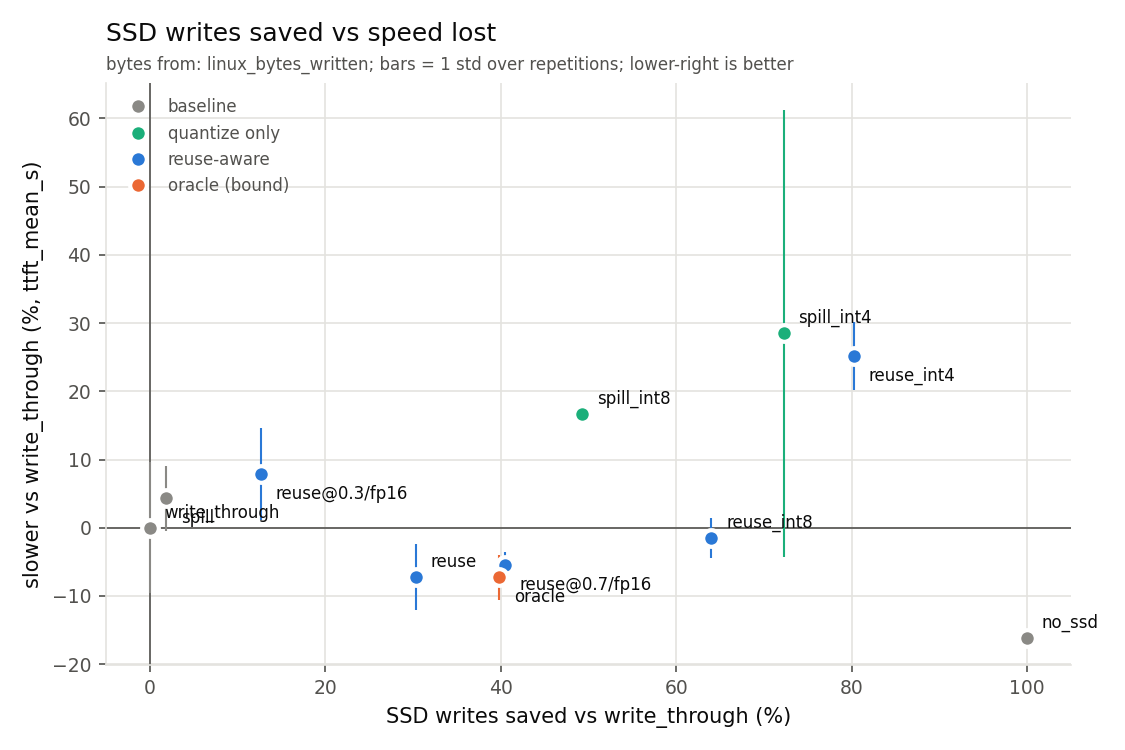 SSD writes saved vs speed lost
bytes from: linux_bytes_written; bars = 1 std over repetitions; lower-right is better
baseline
quantize only
reuse-aware
oracle (bound)
slower vs write_through (%, ttft_mean_s)
60
50
40
30
20
10
0
−10
−20
spill_int4
reuse_int4
spill_int8
reuse@0.3/fp16
write_through
spill
reuse_int8
reuse
reuse@0.7/fp16
oracle
no_ssd
0
20
40
60
80
100
SSD writes saved vs write_through (%)